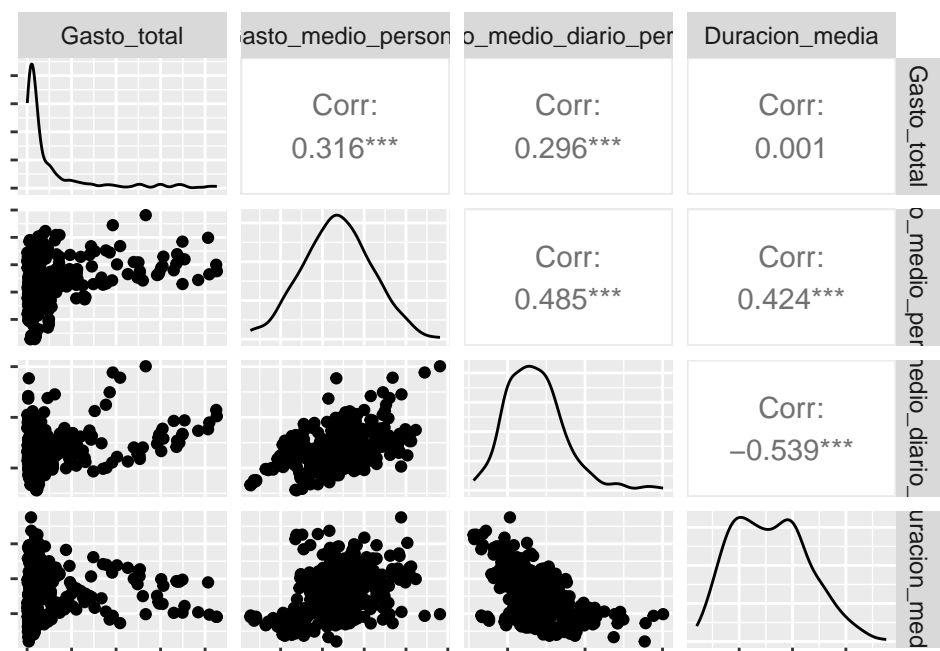 Gasto_total
asto_medio_person
o_medio_diario_per
Duracion_media
Corr:
0.316***
Corr:
0.296***
Corr:
0.001
Gasto_total
Corr:
0.485***
Corr:
0.424***
o_medio_per
Corr:
−0.539***
medio_diario_
uracion_med